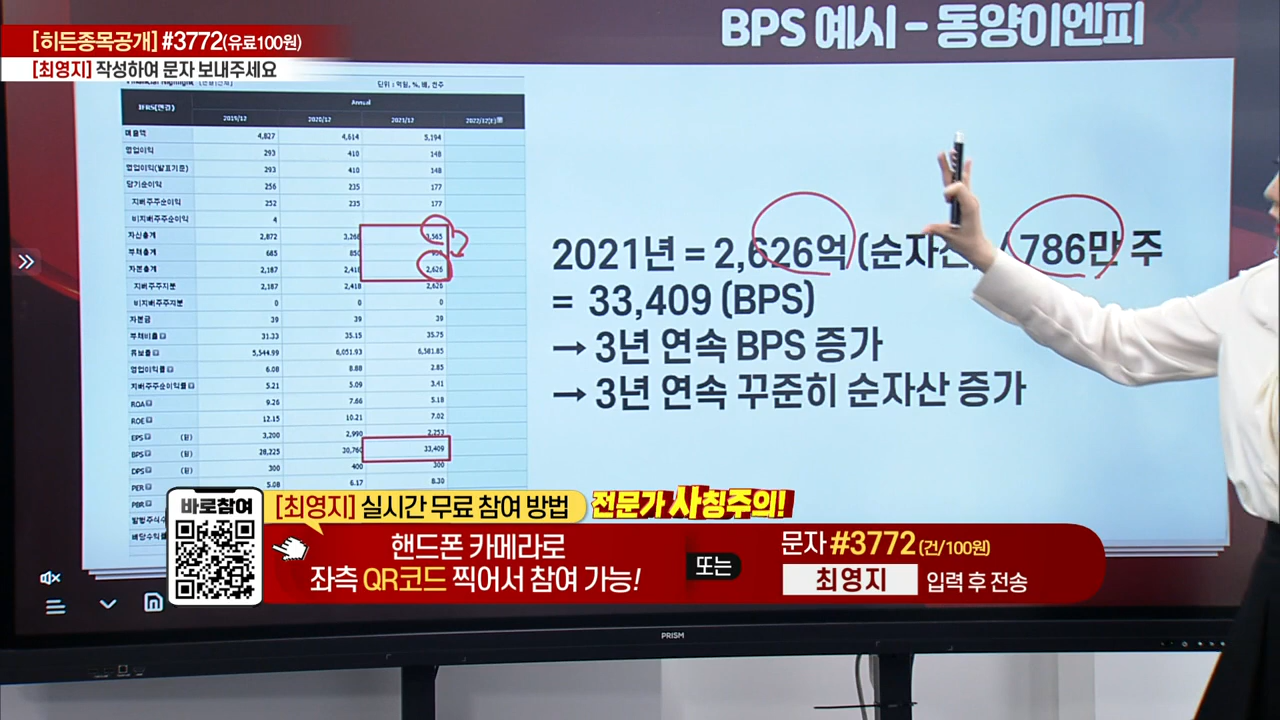 [히든종목공개] #3772(유료100원)
[최영지] 작성하여 문자 보내주세요
BPS 예시 - 동양이엔피
단위 : 억원, %, 배, 천주
IFRS(연결) Annual
2019/12 2020/12 2021/12 2022/12(E)
매출액 4,827 4,614 5,194
영업이익 293 410 148
영업이익(발표기준) 293 410 148
당기순이익 256 235 177
지배주주순이익 252 235 177
비지배주주순이익 4
자산총계 2,872 3,266 3,565
부채총계 685 850
자본총계 2,187 2,418 2,626
지배주주지분 2,187 2,418 2,626
비지배주주지분 0 0 0
자본금 39 39 39
부채비율 31.33 35.15 35.75
유보율 5,544.99 6,051.93 6,581.85
영업이익률 6.08 8.88 2.85
지배주주순이익률 5.21 5.09 3.41
ROA 9.26 7.66 5.18
ROE 12.15 10.21 7.02
EPS (원) 3,200 2,990 2,253
BPS (원) 28,225 30,760 33,409
DPS (원) 300 400 300
PER 5.08 6.17 8.30
PBR
발행주식수
배당수익률
2021년 = 2,626억 (순자산) / 786만 주
= 33,409 (BPS)
→ 3년 연속 BPS 증가
→ 3년 연속 꾸준히 순자산 증가
바로참여
[최영지] 실시간 무료 참여 방법 전문가 사칭주의!
핸드폰 카메라로
좌측 QR코드 찍어서 참여 가능!
또는
문자 #3772 (건/100원)
최영지 입력 후 전송
PRISM